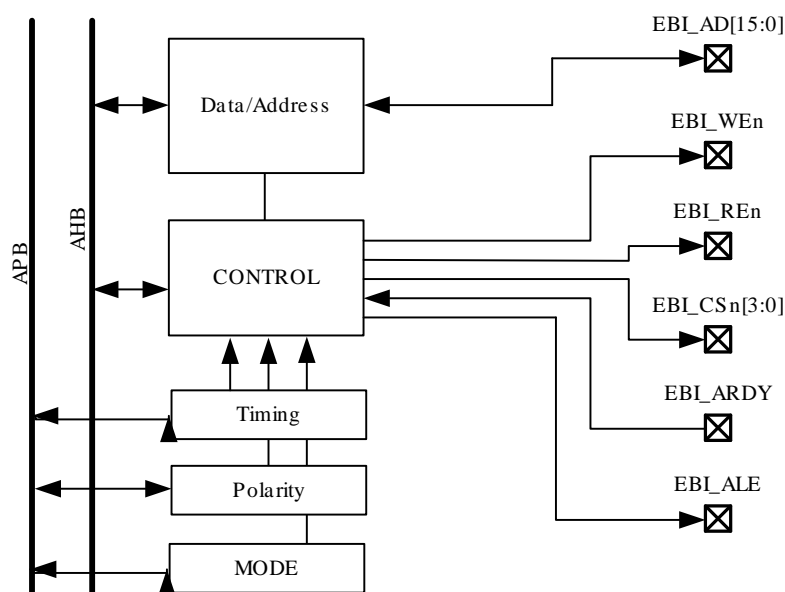 EBI_AD[15:0]
Data/Address
EBI_WEn
EBI_REn
APB
AHB
CONTROL
EBI_CSn[3:0]
EBI_ARDY
Timing
EBI_ALE
Polarity
MODE